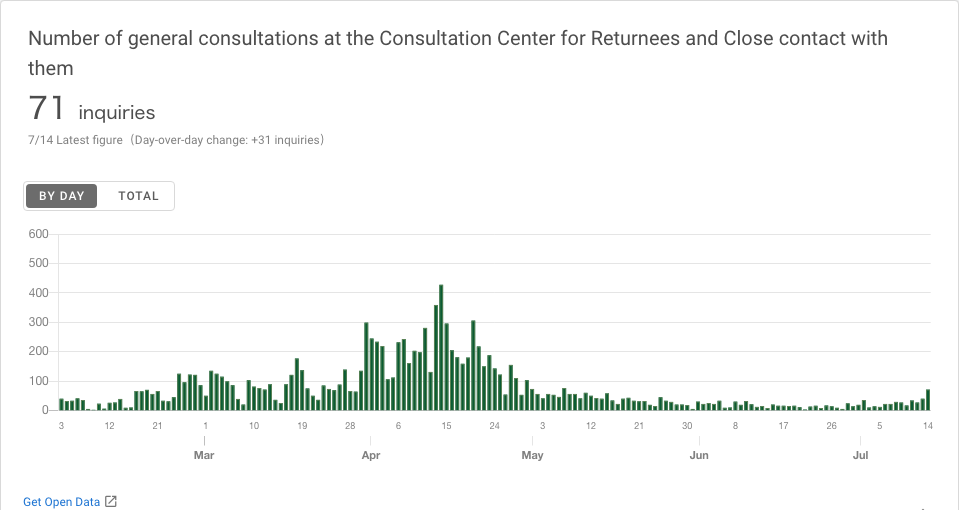 Number of general consultations at the Consultation Center for Returnees and Close contact with
them
71 inquiries
7/14 Latest figure (Day-over-day change: +31 inquiries)
BY DAY TOTAL
600
500
400
300
200
100
0
3 12 21 1 10 19 28 6 15 24 3 12 21 30 8 17 26 5 14
Mar Apr May Jun Jul
Get Open Data